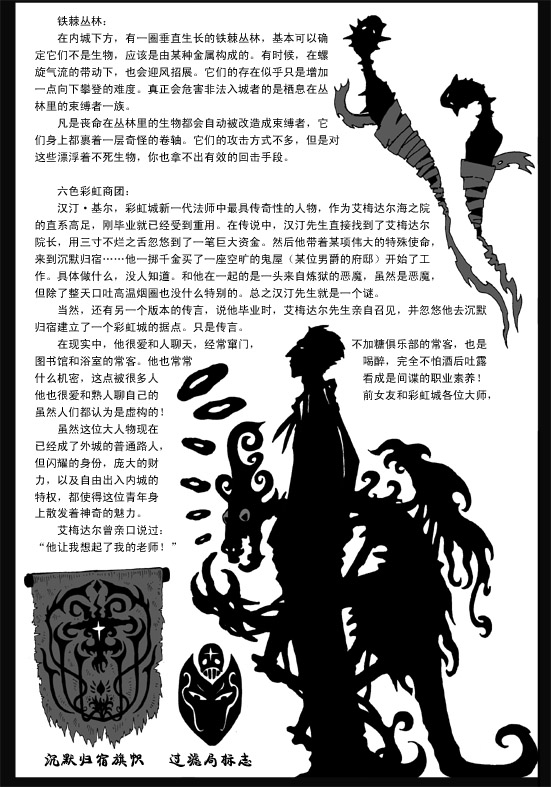 铁棘丛林：
在内城下方，有一圈垂直生长的铁棘丛林，基本可以确
定它们不是生物，应该是由某种金属构成的。有时候，在螺
旋气流的带动下，也会迎风招展。它们的存在似乎只是增加
一点向下攀登的难度。真正会危害非法入城者的是栖息在丛
林里的束缚者一族。
凡是丧命在丛林里的生物都会自动被改造成束缚者，它
们身上都裹着一层奇怪的卷轴。它们的攻击方式不多，但是对
这些漂浮着不死生物，你也拿不出有效的回击手段。
六色彩虹商团：
汉汀·基尔，彩虹城新一代法师中最具传奇性的人物，作为艾梅达尔海之院
的直系高足，刚毕业就已经受到重用。在传说中，汉汀先生直接找到了艾梅达尔
院长，用三寸不烂之舌忽悠到了一笔巨大资金。然后他带着某项伟大的特殊使命，
来到沉默归宿……他一掷千金买了一座空旷的鬼屋（某位男爵的府邸）开始了工
作。具体做什么，没人知道。和他在一起的是一头来自炼狱的恶魔，虽然是恶魔，
但除了整天口吐高温烟圈也没什么特别的。总之汉汀先生就是一个谜。
当然，还有另一个版本的传言，说他毕业时，艾梅达尔先生亲自召见，并忽悠他去沉默
归宿建立了一个彩虹城的据点。只是传言。
在现实中，他很爱和人聊天，经常窜门，不加糖俱乐部的常客，也是
图书馆和浴室的常客。他也常常喝醉，完全不怕酒后吐露
什么机密，这点被很多人看成是间谍的职业素养！
他也很爱和熟人聊自己的前女友和彩虹城各位大师，
虽然人们都认为是虚构的！
虽然这位大人物现在
已经成了外城的普通路人，
但闪耀的身份，庞大的财
力，以及自由出入内城的
特权，都使得这位青年身
上散发着神奇的魅力。
艾梅达尔曾亲口说过：
“他让我想起了我的老师！”
沉默归宿旗帜 过诡局标志